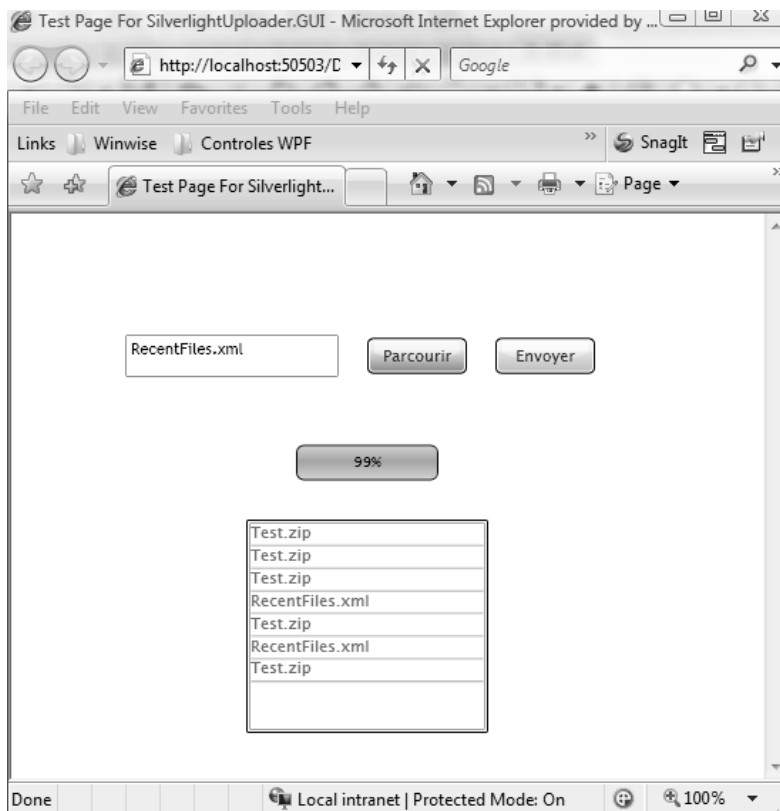 Test Page For SilverlightUploader.GUI - Microsoft Internet Explorer provided by ...
http://localhost:50503/D
Google
File Edit View Favorites Tools Help
Links Winwise Controles WPF » SnagIt
Test Page For Silverlight... Page »
RecentFiles.xml Parcourir Envoyer
99%
Test.zip
Test.zip
Test.zip
RecentFiles.xml
Test.zip
RecentFiles.xml
Test.zip
Done Local intranet | Protected Mode: On 100%